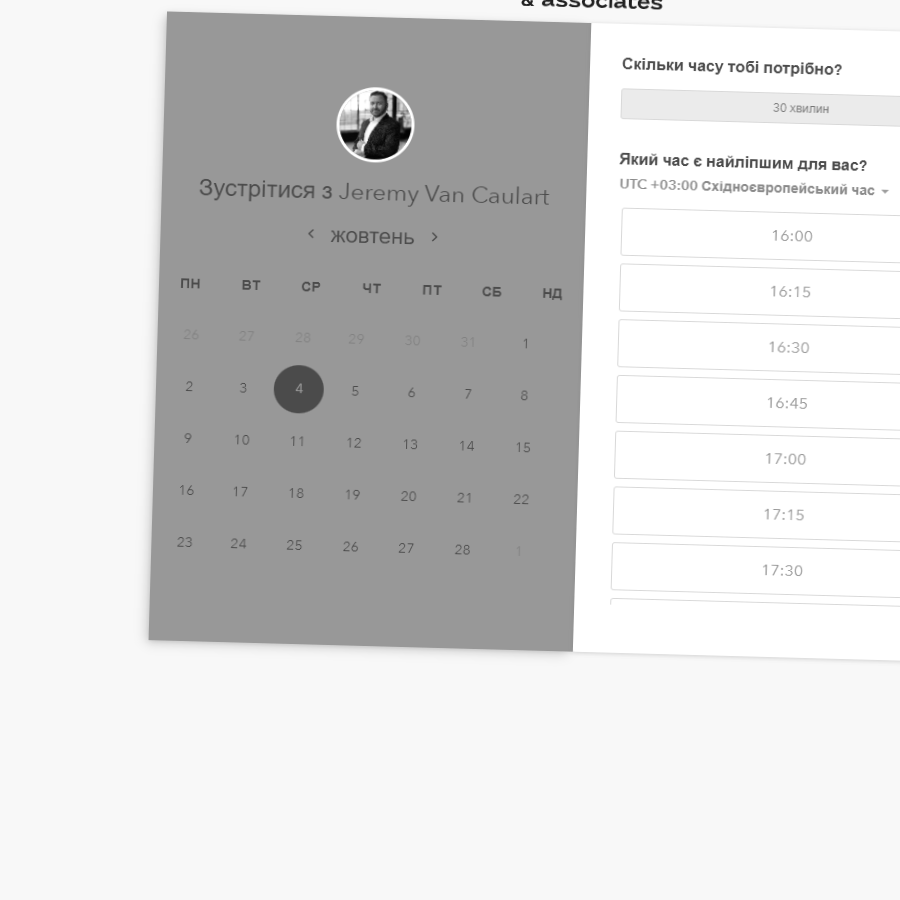 & associates
Зустрітися з Jeremy Van Caulart
‹ жовтень ›
ПН ВТ СР ЧТ ПТ СБ НД
26 27 28 29 30 31 1
2 3 4 5 6 7 8
9 10 11 12 13 14 15
16 17 18 19 20 21 22
23 24 25 26 27 28 1
Скільки часу тобі потрібно?
30 хвилин
Який час є найліпшим для вас?
UTC +03:00 Східноєвропейський час
16:00
16:15
16:30
16:45
17:00
17:15
17:30